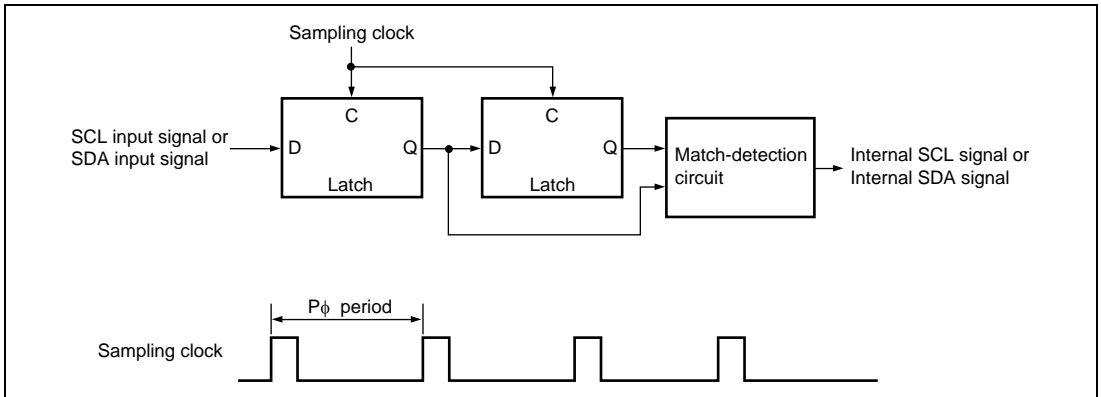 Sampling clock
C
C
SCL input signal or
SDA input signal
D
Q
D
Q
Latch
Latch
Match-detection
circuit
Internal SCL signal or
Internal SDA signal
Pϕ period
Sampling clock